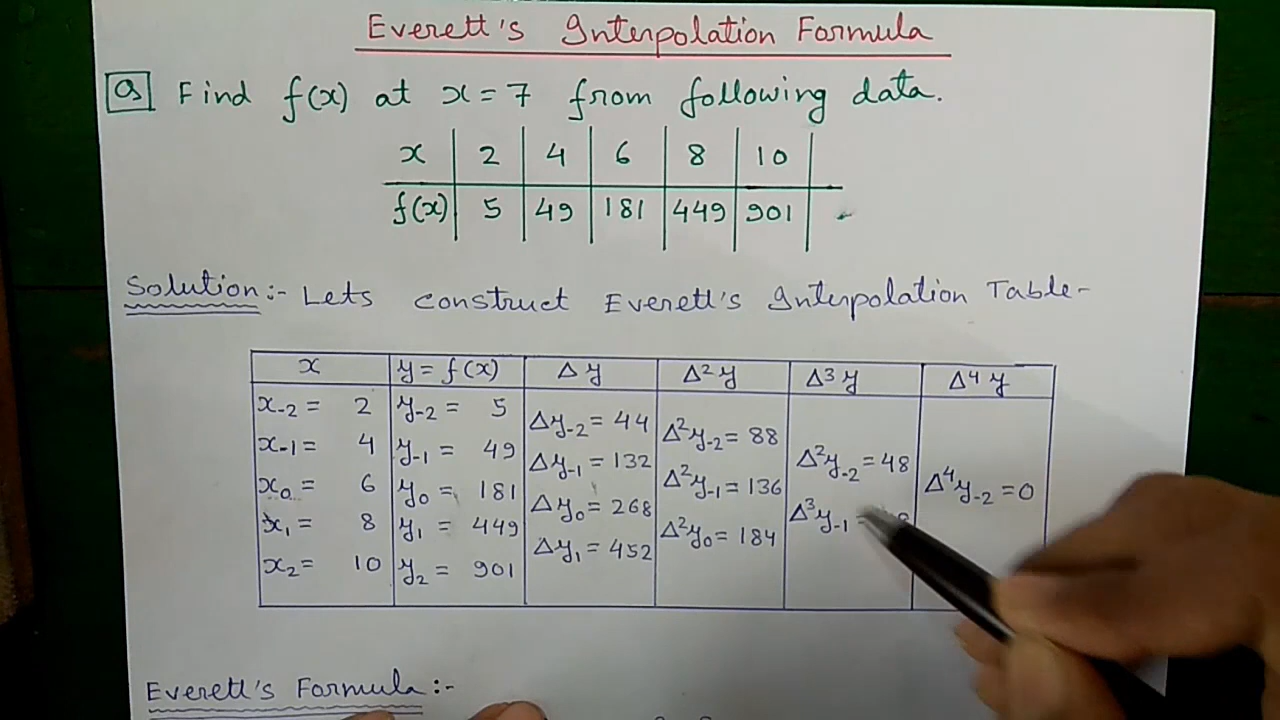 Everett's Interpolation Formula
Q Find f(x) at x = 7 from following data.
x 2 4 6 8 10
f(x) 5 49 181 449 901
Solution:- Lets construct Everett's Interpolation Table-
x y = f(x) Δy Δ²y Δ³y Δ⁴y
x₋₂ = 2 y₋₂ = 5
Δy₋₂ = 44
Δ²y₋₂ = 88
x₋₁ = 4 y₋₁ = 49
Δy₋₁ = 132
Δ²y₋₂ = 48
x₀ = 6 y₀ = 181
Δ²y₋₁ = 136
Δ⁴y₋₂ = 0
Δy₀ = 268
Δ³y₋₁ =
x₁ = 8 y₁ = 449
Δ²y₀ = 184
Δy₁ = 452
x₂ = 10 y₂ = 901
Everett's Formula:-